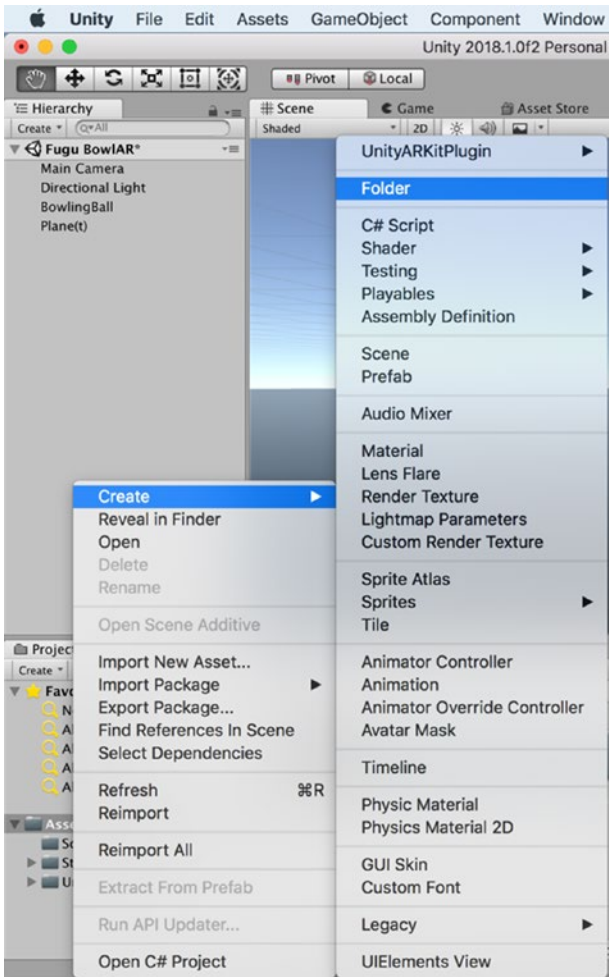 Unity File Edit Assets GameObject Component Window
Unity 2018.1.0f2 Personal
Pivot Local
Hierarchy
Scene Game Asset Store
Create All
Shaded 2D
Fugu BowlAR*
Main Camera
Directional Light
BowlingBall
Plane(t)
UnityARKitPlugin
Folder
C# Script
Shader
Testing
Playables
Assembly Definition
Scene
Prefab
Audio Mixer
Material
Lens Flare
Render Texture
Lightmap Parameters
Custom Render Texture
Sprite Atlas
Sprites
Tile
Animator Controller
Animation
Animator Override Controller
Avatar Mask
Timeline
Physic Material
Physics Material 2D
GUI Skin
Custom Font
Legacy
UIElements View
Create
Reveal in Finder
Open
Delete
Rename
Open Scene Additive
Import New Asset...
Import Package
Export Package...
Find References In Scene
Select Dependencies
Refresh ⌘R
Reimport
Reimport All
Extract From Prefab
Run API Updater...
Open C# Project
Projec
Create
Favo
Asse